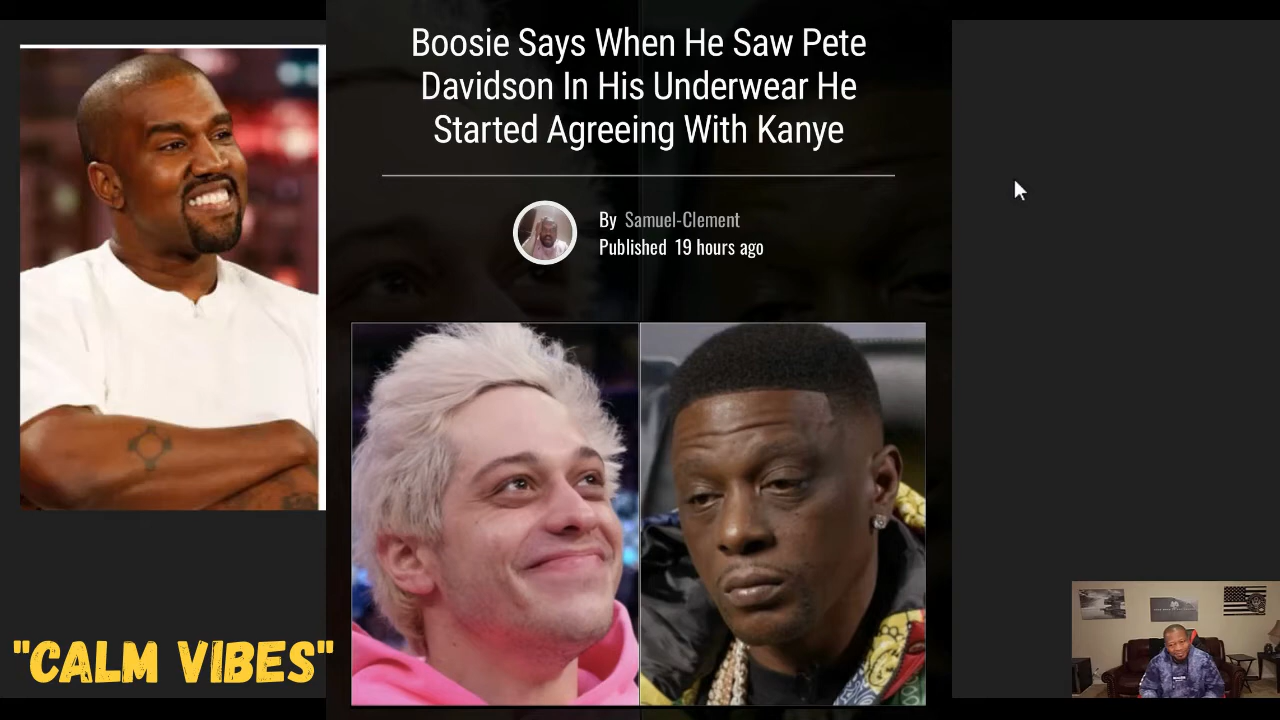 Boosie Says When He Saw Pete
Davidson In His Underwear He
Started Agreeing With Kanye
By Samuel-Clement
Published 19 hours ago
"CALM VIBES"